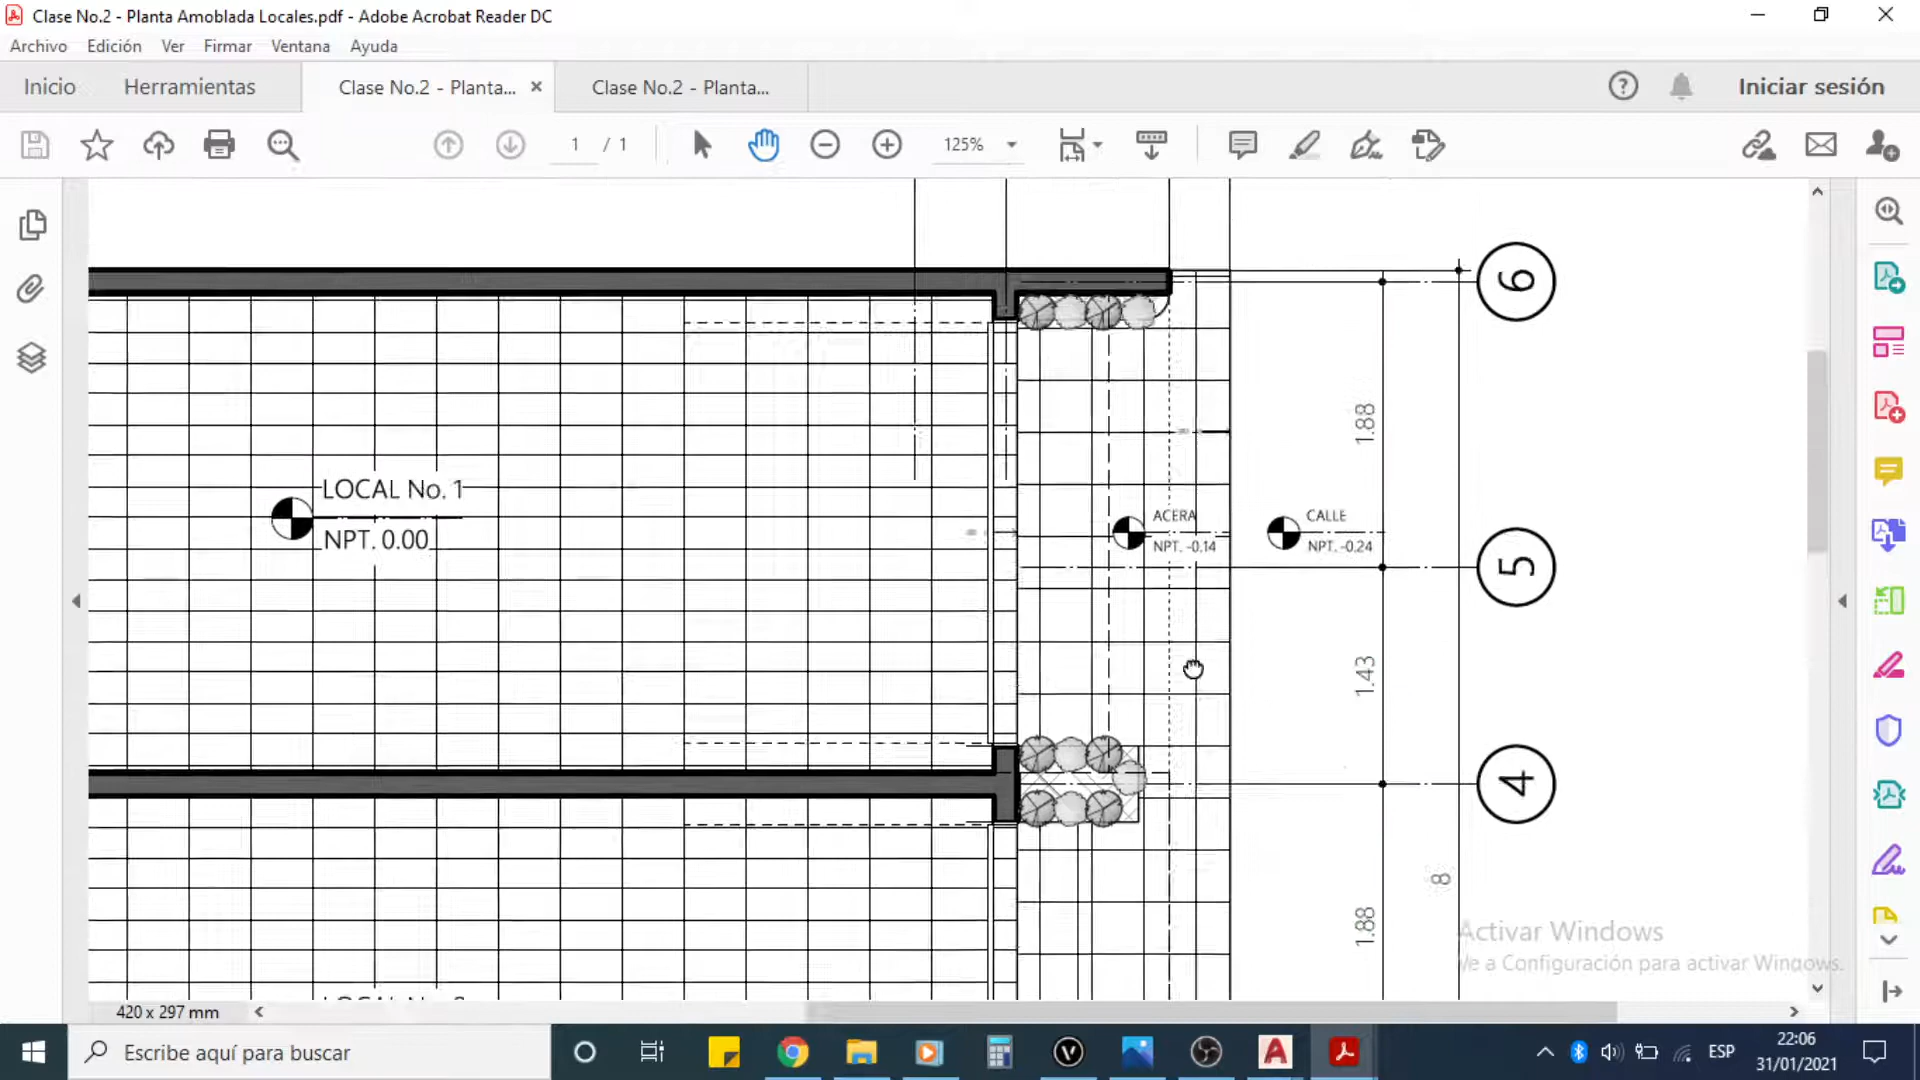 Clase No.2 - Planta Amoblada Locales.pdf - Adobe Acrobat Reader DC
Archivo Edición Ver Firmar Ventana Ayuda
Inicio Herramientas Clase No.2 - Planta... × Clase No.2 - Planta... Iniciar sesión
1 / 1 125%
6
1.88
LOCAL No. 1
NPT. 0.00
ACERA
NPT. -0.14
CALLE
NPT. -0.24
5
1.43
4
8
1.88
Activar Windows
Ve a Configuración para activar Windows.
420 x 297 mm
Escribe aquí para buscar
ESP
22:06
31/01/2021